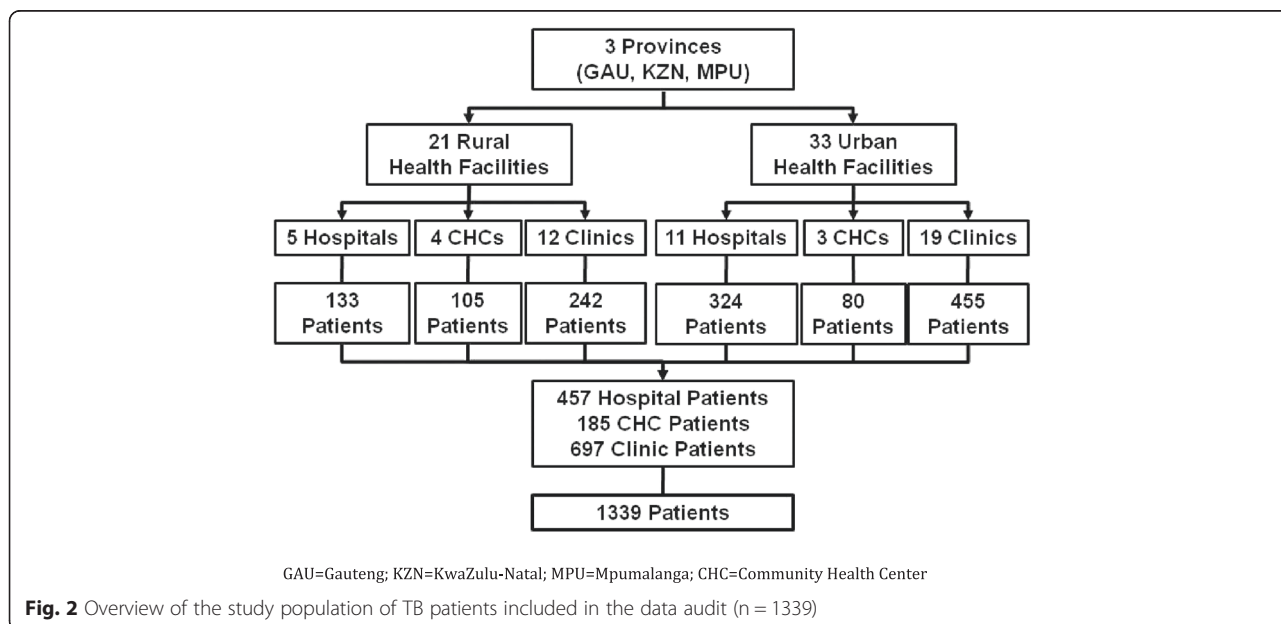 3 Provinces
(GAU, KZN, MPU)
21 Rural
Health Facilities
33 Urban
Health Facilities
5 Hospitals
4 CHCs
12 Clinics
11 Hospitals
3 CHCs
19 Clinics
133
Patients
105
Patients
242
Patients
324
Patients
80
Patients
455
Patients
457 Hospital Patients
185 CHC Patients
697 Clinic Patients
1339 Patients
GAU=Gauteng; KZN=KwaZulu-Natal; MPU=Mpumalanga; CHC=Community Health Center
Fig. 2 Overview of the study population of TB patients included in the data audit (n = 1339)